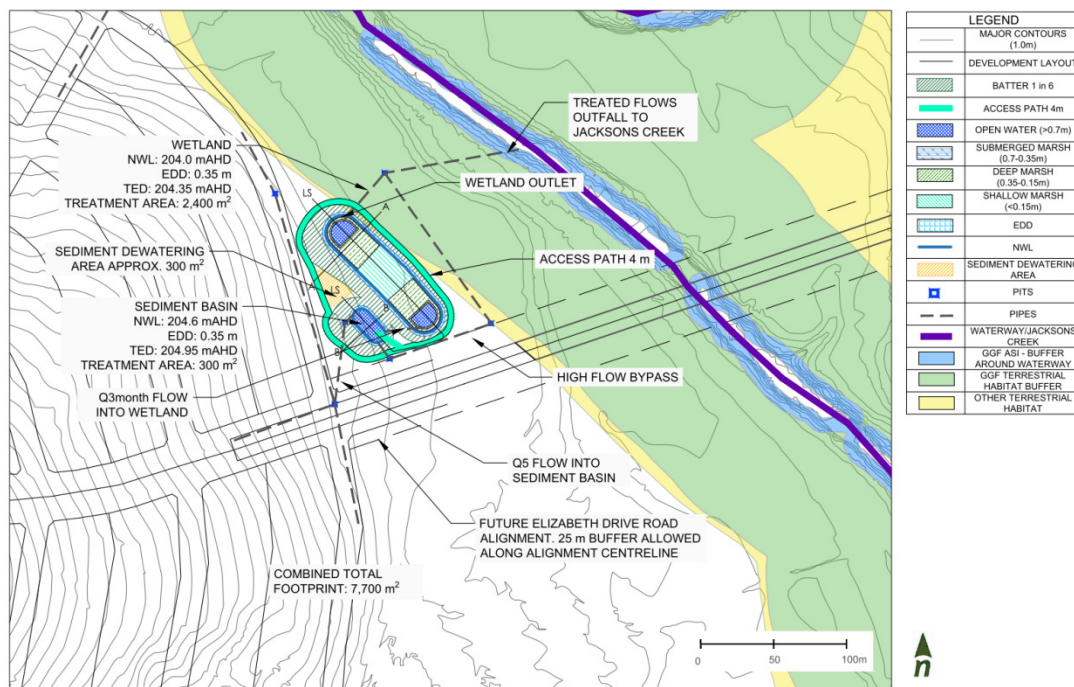 TREATED FLOWS
OUTFALL TO
JACKSONS CREEK
WETLAND
NWL: 204.0 mAHD
EDD: 0.35 m
TED: 204.35 mAHD
TREATMENT AREA: 2,400 m²
WETLAND OUTLET
LS
A
SEDIMENT DEWATERING
AREA APPROX. 300 m²
ACCESS PATH 4 m
A
LS
SEDIMENT BASIN
NWL: 204.6 mAHD
EDD: 0.35 m
TED: 204.95 mAHD
TREATMENT AREA: 300 m²
B
B
HIGH FLOW BYPASS
Q3month FLOW
INTO WETLAND
Q5 FLOW INTO
SEDIMENT BASIN
FUTURE ELIZABETH DRIVE ROAD
ALIGNMENT. 25 m BUFFER ALLOWED
ALONG ALIGNMENT CENTRELINE
COMBINED TOTAL
FOOTPRINT: 7,700 m²
0 50 100m
LEGEND
MAJOR CONTOURS
(1.0m)
DEVELOPMENT LAYOUT
BATTER 1 in 6
ACCESS PATH 4m
OPEN WATER (>0.7m)
SUBMERGED MARSH
(0.7-0.35m)
DEEP MARSH
(0.35-0.15m)
SHALLOW MARSH
(<0.15m)
EDD
NWL
SEDIMENT DEWATERING
AREA
PITS
PIPES
WATERWAY/JACKSONS
CREEK
GGF ASI - BUFFER
AROUND WATERWAY
GGF TERRESTRIAL
HABITAT BUFFER
OTHER TERRESTRIAL
HABITAT
n